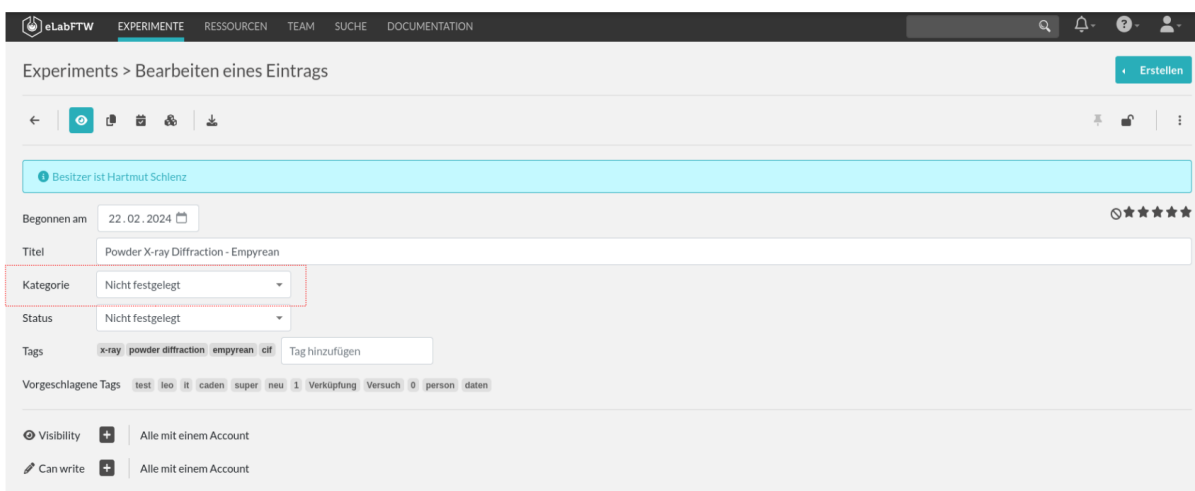 eLabFTW EXPERIMENTE RESSOURCEN TEAM SUCHE DOCUMENTATION
Experiments > Bearbeiten eines Eintrags
Erstellen
Besitzer ist Hartmut Schlenz
Begonnen am 22.02.2024
Titel Powder X-ray Diffraction - Empyrean
Kategorie Nicht festgelegt
Status Nicht festgelegt
Tags x-ray powder diffraction empyrean cif Tag hinzufügen
Vorgeschlagene Tags test leo it caden super neu 1 Verküpfung Versuch 0 person daten
Visibility Alle mit einem Account
Can write Alle mit einem Account